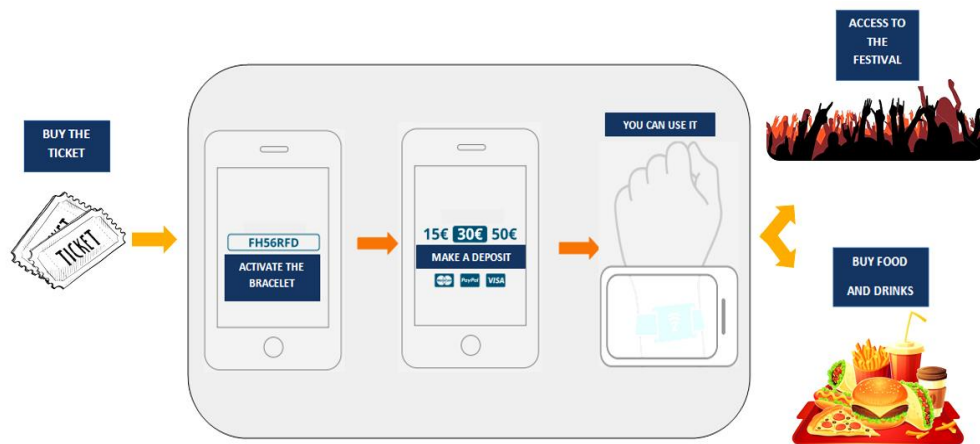 BUY THE
TICKET
TICKET
FH56RFD
ACTIVATE THE
BRACELET
15€ 30€ 50€
MAKE A DEPOSIT
PayPal VISA
YOU CAN USE IT
ACCESS TO
THE
FESTIVAL
BUY FOOD
AND DRINKS